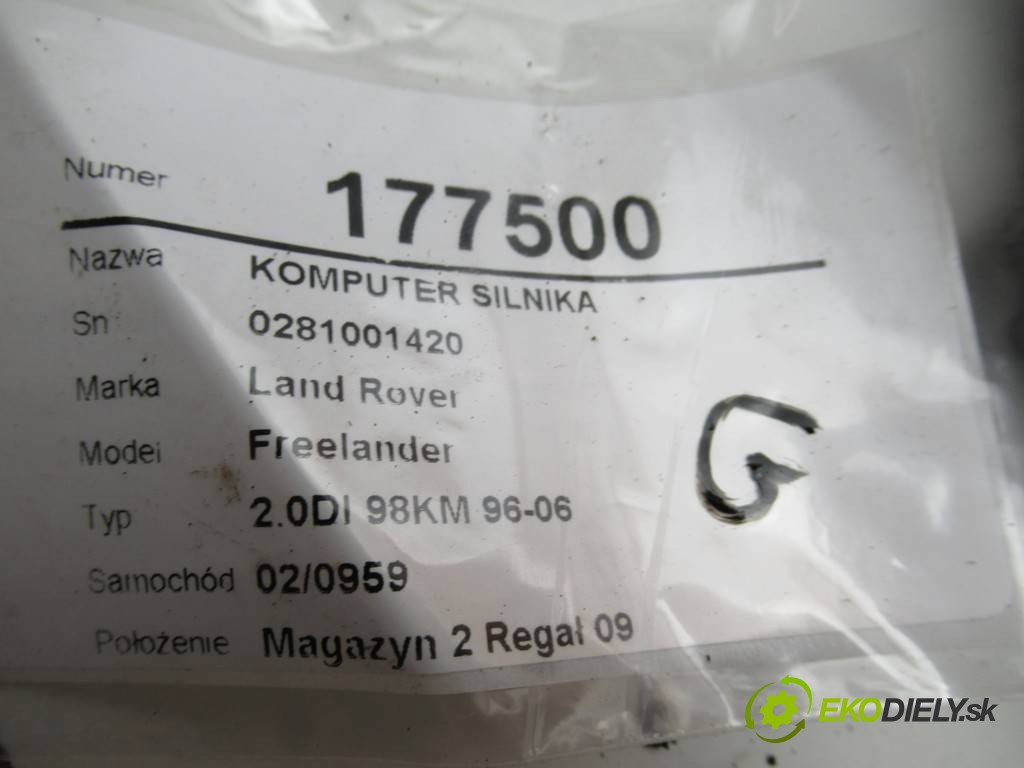 Numer 177500
Nazwa KOMPUTER SILNIKA
Sn 0281001420
Marka Land Rover
Model Freelander
Typ 2.0DI 98KM 96-06
Samochód 02/0959
Położenie Magazyn 2 Regał 09
G
EKODIELY.sk